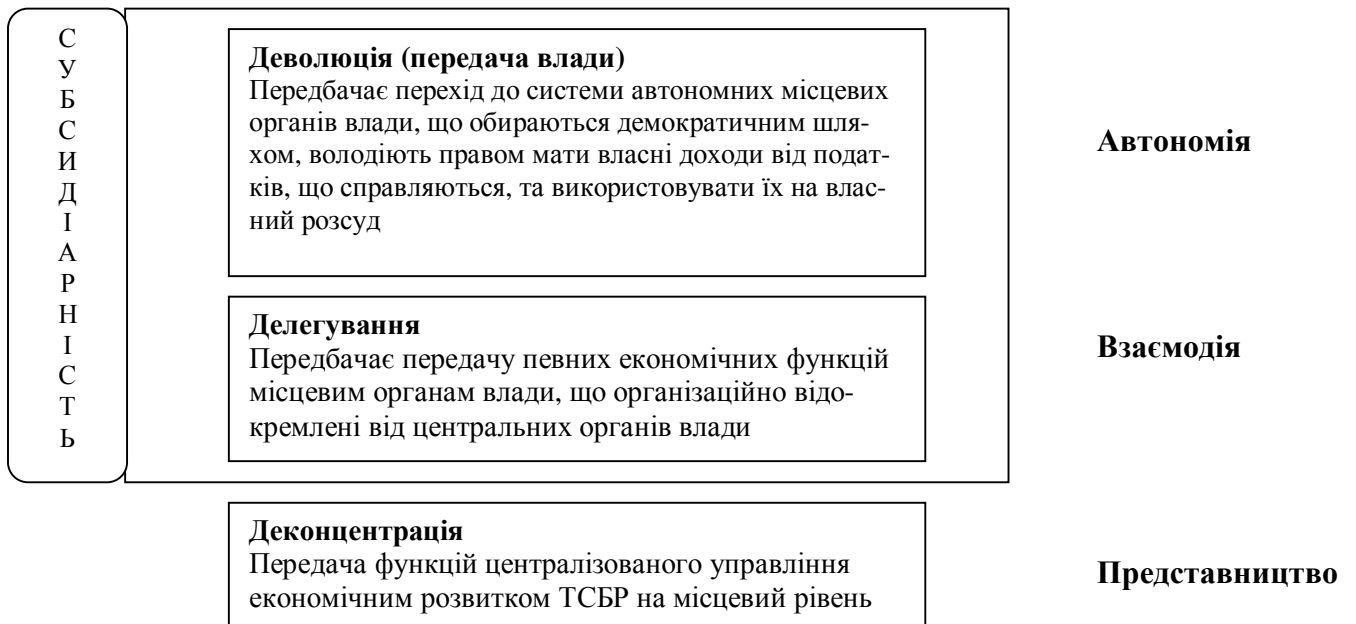 СУБСИДІАРНІСТЬ
Деволюція (передача влади)
Передбачає перехід до системи автономних місцевих
органів влади, що обираються демократичним шля-
хом, володіють правом мати власні доходи від подат-
ків, що справляються, та використовувати їх на влас-
ний розсуд
Автономія
Делегування
Передбачає передачу певних економічних функцій
місцевим органам влади, що організаційно відо-
кремлені від центральних органів влади
Взаємодія
Деконцентрація
Передача функцій централізованого управління
економічним розвитком ТСБР на місцевий рівень
Представництво